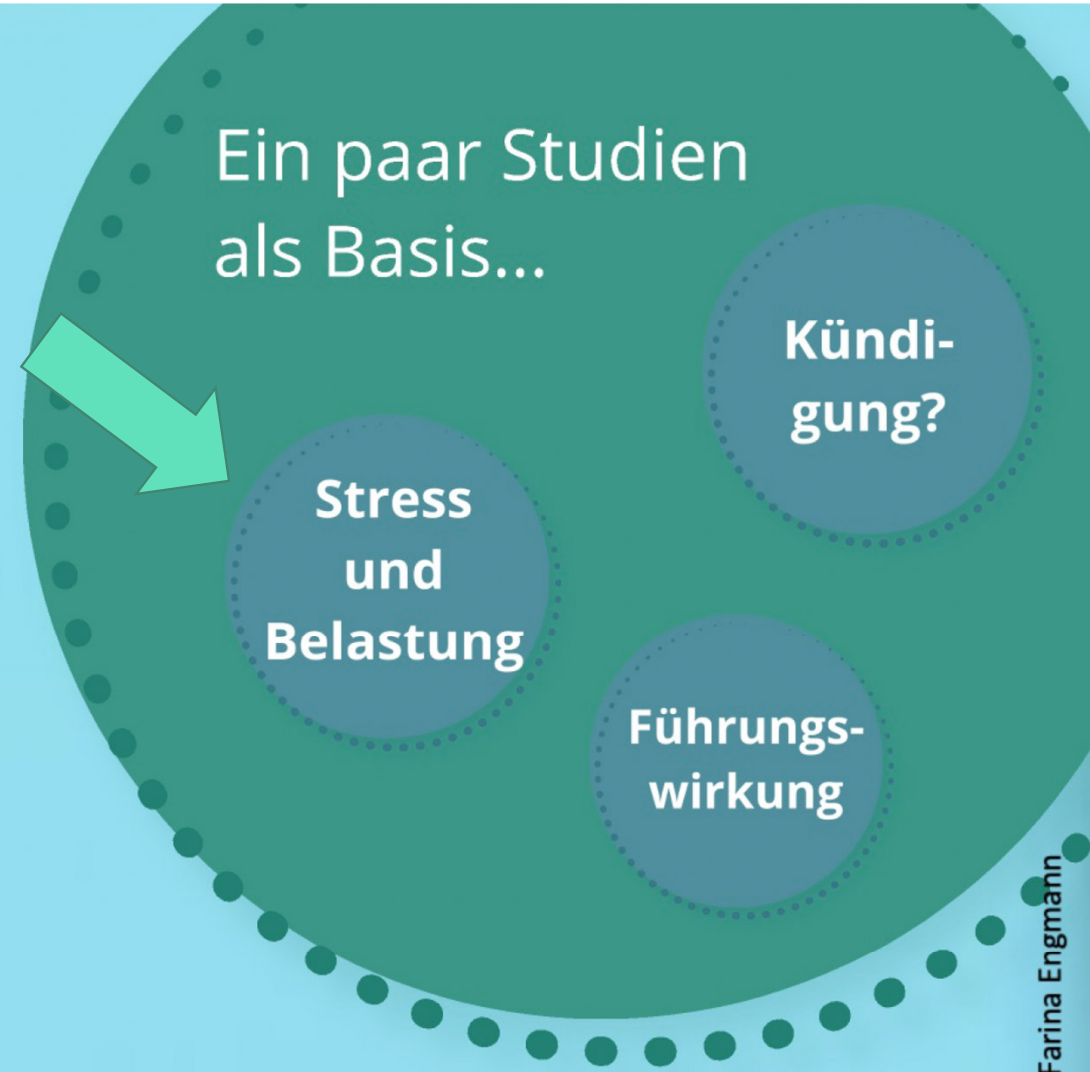 Ein paar Studien
als Basis...
Kündi-
gung?
Stress
und
Belastung
Führungs-
wirkung
Farina Engmann